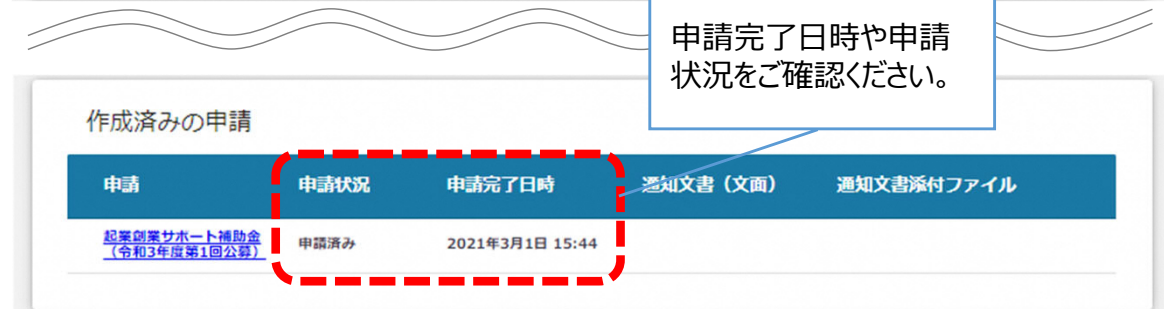 申請完了日時や申請
状況をご確認ください。
作成済みの申請
申請 申請状況 申請完了日時 通知文書（文面） 通知文書添付ファイル
起業創業サポート補助金
（令和3年度第1回公募） 申請済み 2021年3月1日 15:44